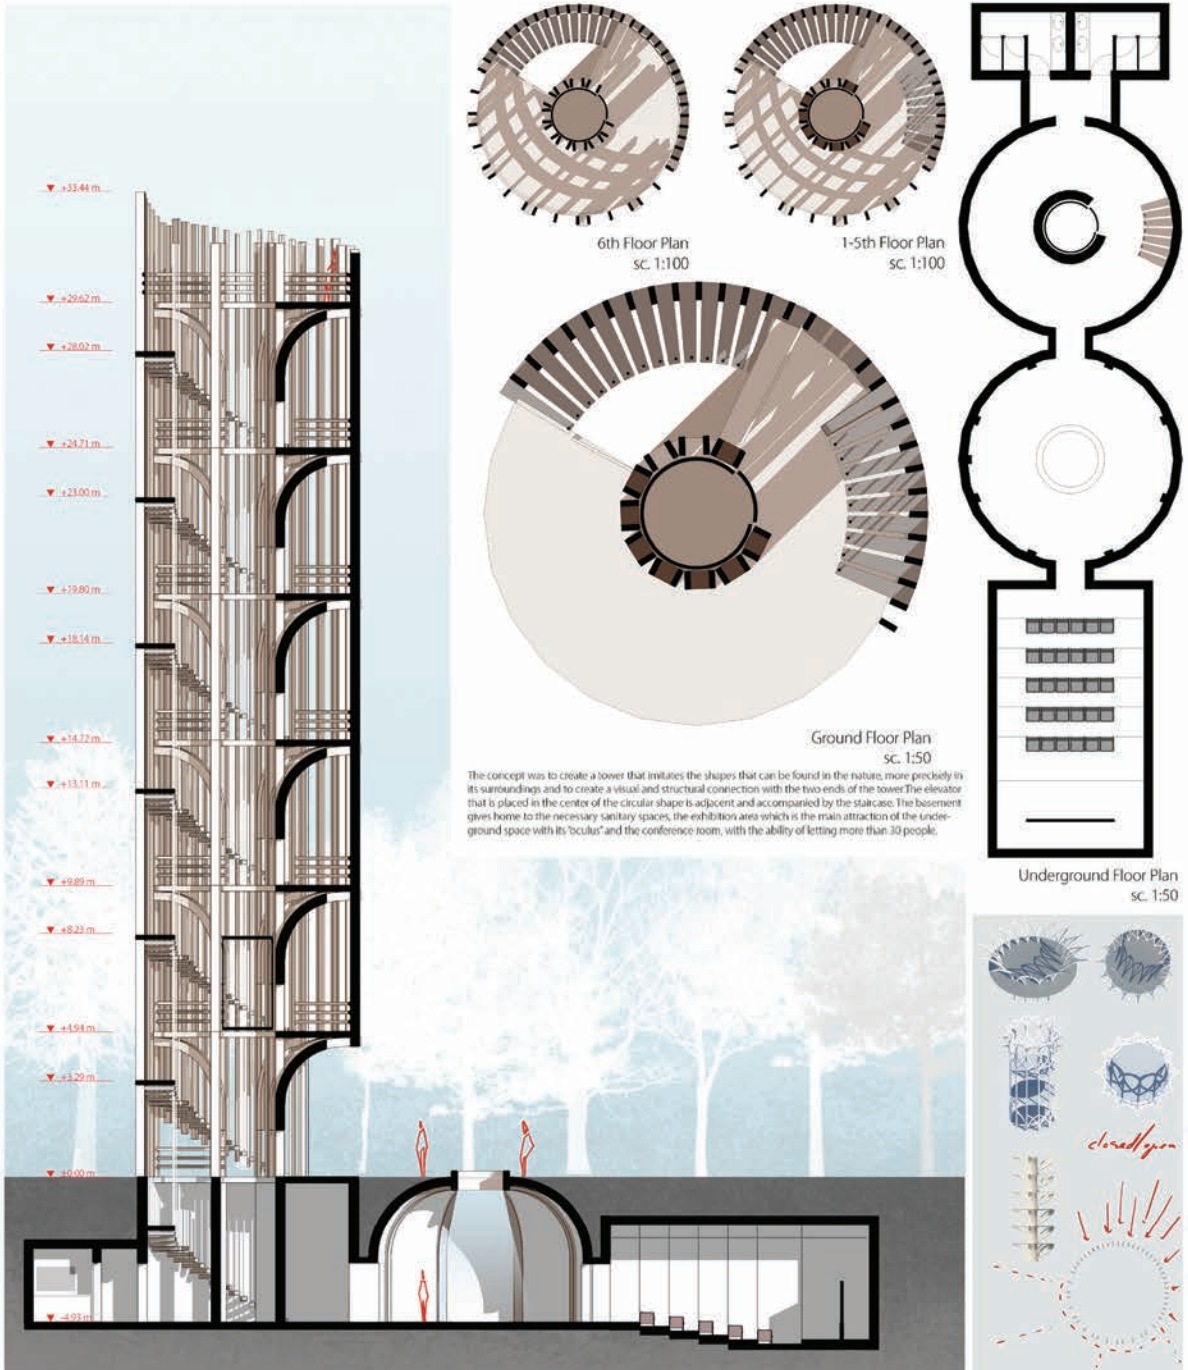 6th Floor Plan
sc. 1:100
1-5th Floor Plan
sc. 1:100
+33.44 m
+29.62 m
+28.02 m
+24.71 m
+23.00 m
+19.80 m
+18.14 m
+14.72 m
+13.11 m
+9.89 m
+8.23 m
+4.94 m
+3.29 m
±0.00 m
-4.93 m
Ground Floor Plan
sc. 1:50
The concept was to create a tower that imitates the shapes that can be found in the nature, more precisely in
its surroundings and to create a visual and structural connection with the two ends of the tower.The elevator
that is placed in the center of the circular shape is adjacent and accompanied by the staircase. The basement
gives home to the necessary sanitary spaces, the exhibition area which is the main attraction of the under-
ground space with its "oculus" and the conference room, with the ability of letting more than 30 people.
Underground Floor Plan
sc. 1:50
closed/open